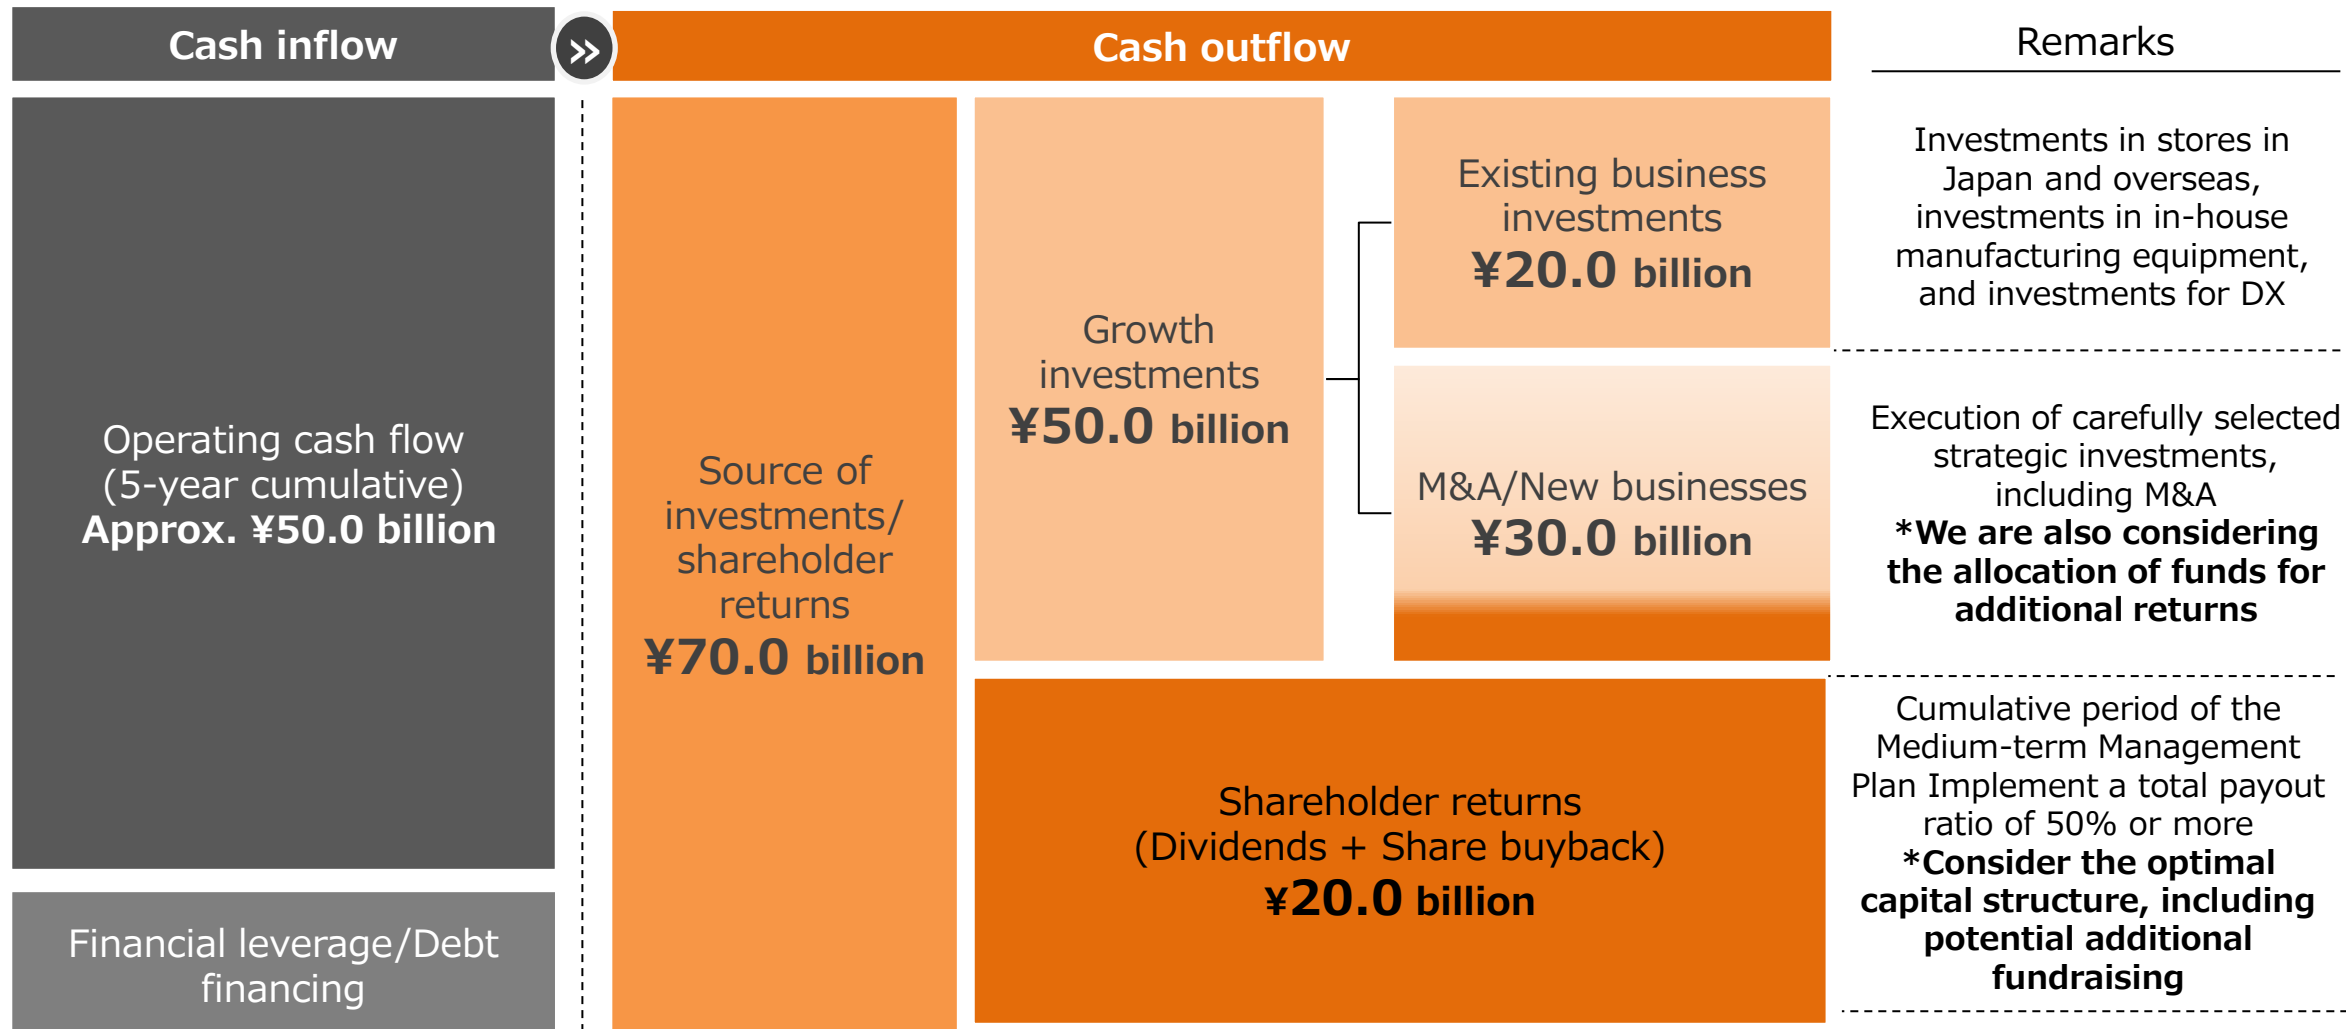 Cash inflow
»
Cash outflow
Remarks
Operating cash flow
(5-year cumulative)
Approx. ¥50.0 billion
Financial leverage/Debt
financing
Source of
investments/
shareholder
returns
¥70.0 billion
Growth
investments
¥50.0 billion
Existing business
investments
¥20.0 billion
M&A/New businesses
¥30.0 billion
Shareholder returns
(Dividends + Share buyback)
¥20.0 billion
Investments in stores in
Japan and overseas,
investments in in-house
manufacturing equipment,
and investments for DX
Execution of carefully selected
strategic investments,
including M&A
*We are also considering
the allocation of funds for
additional returns
Cumulative period of the
Medium-term Management
Plan Implement a total payout
ratio of 50% or more
*Consider the optimal
capital structure, including
potential additional
fundraising